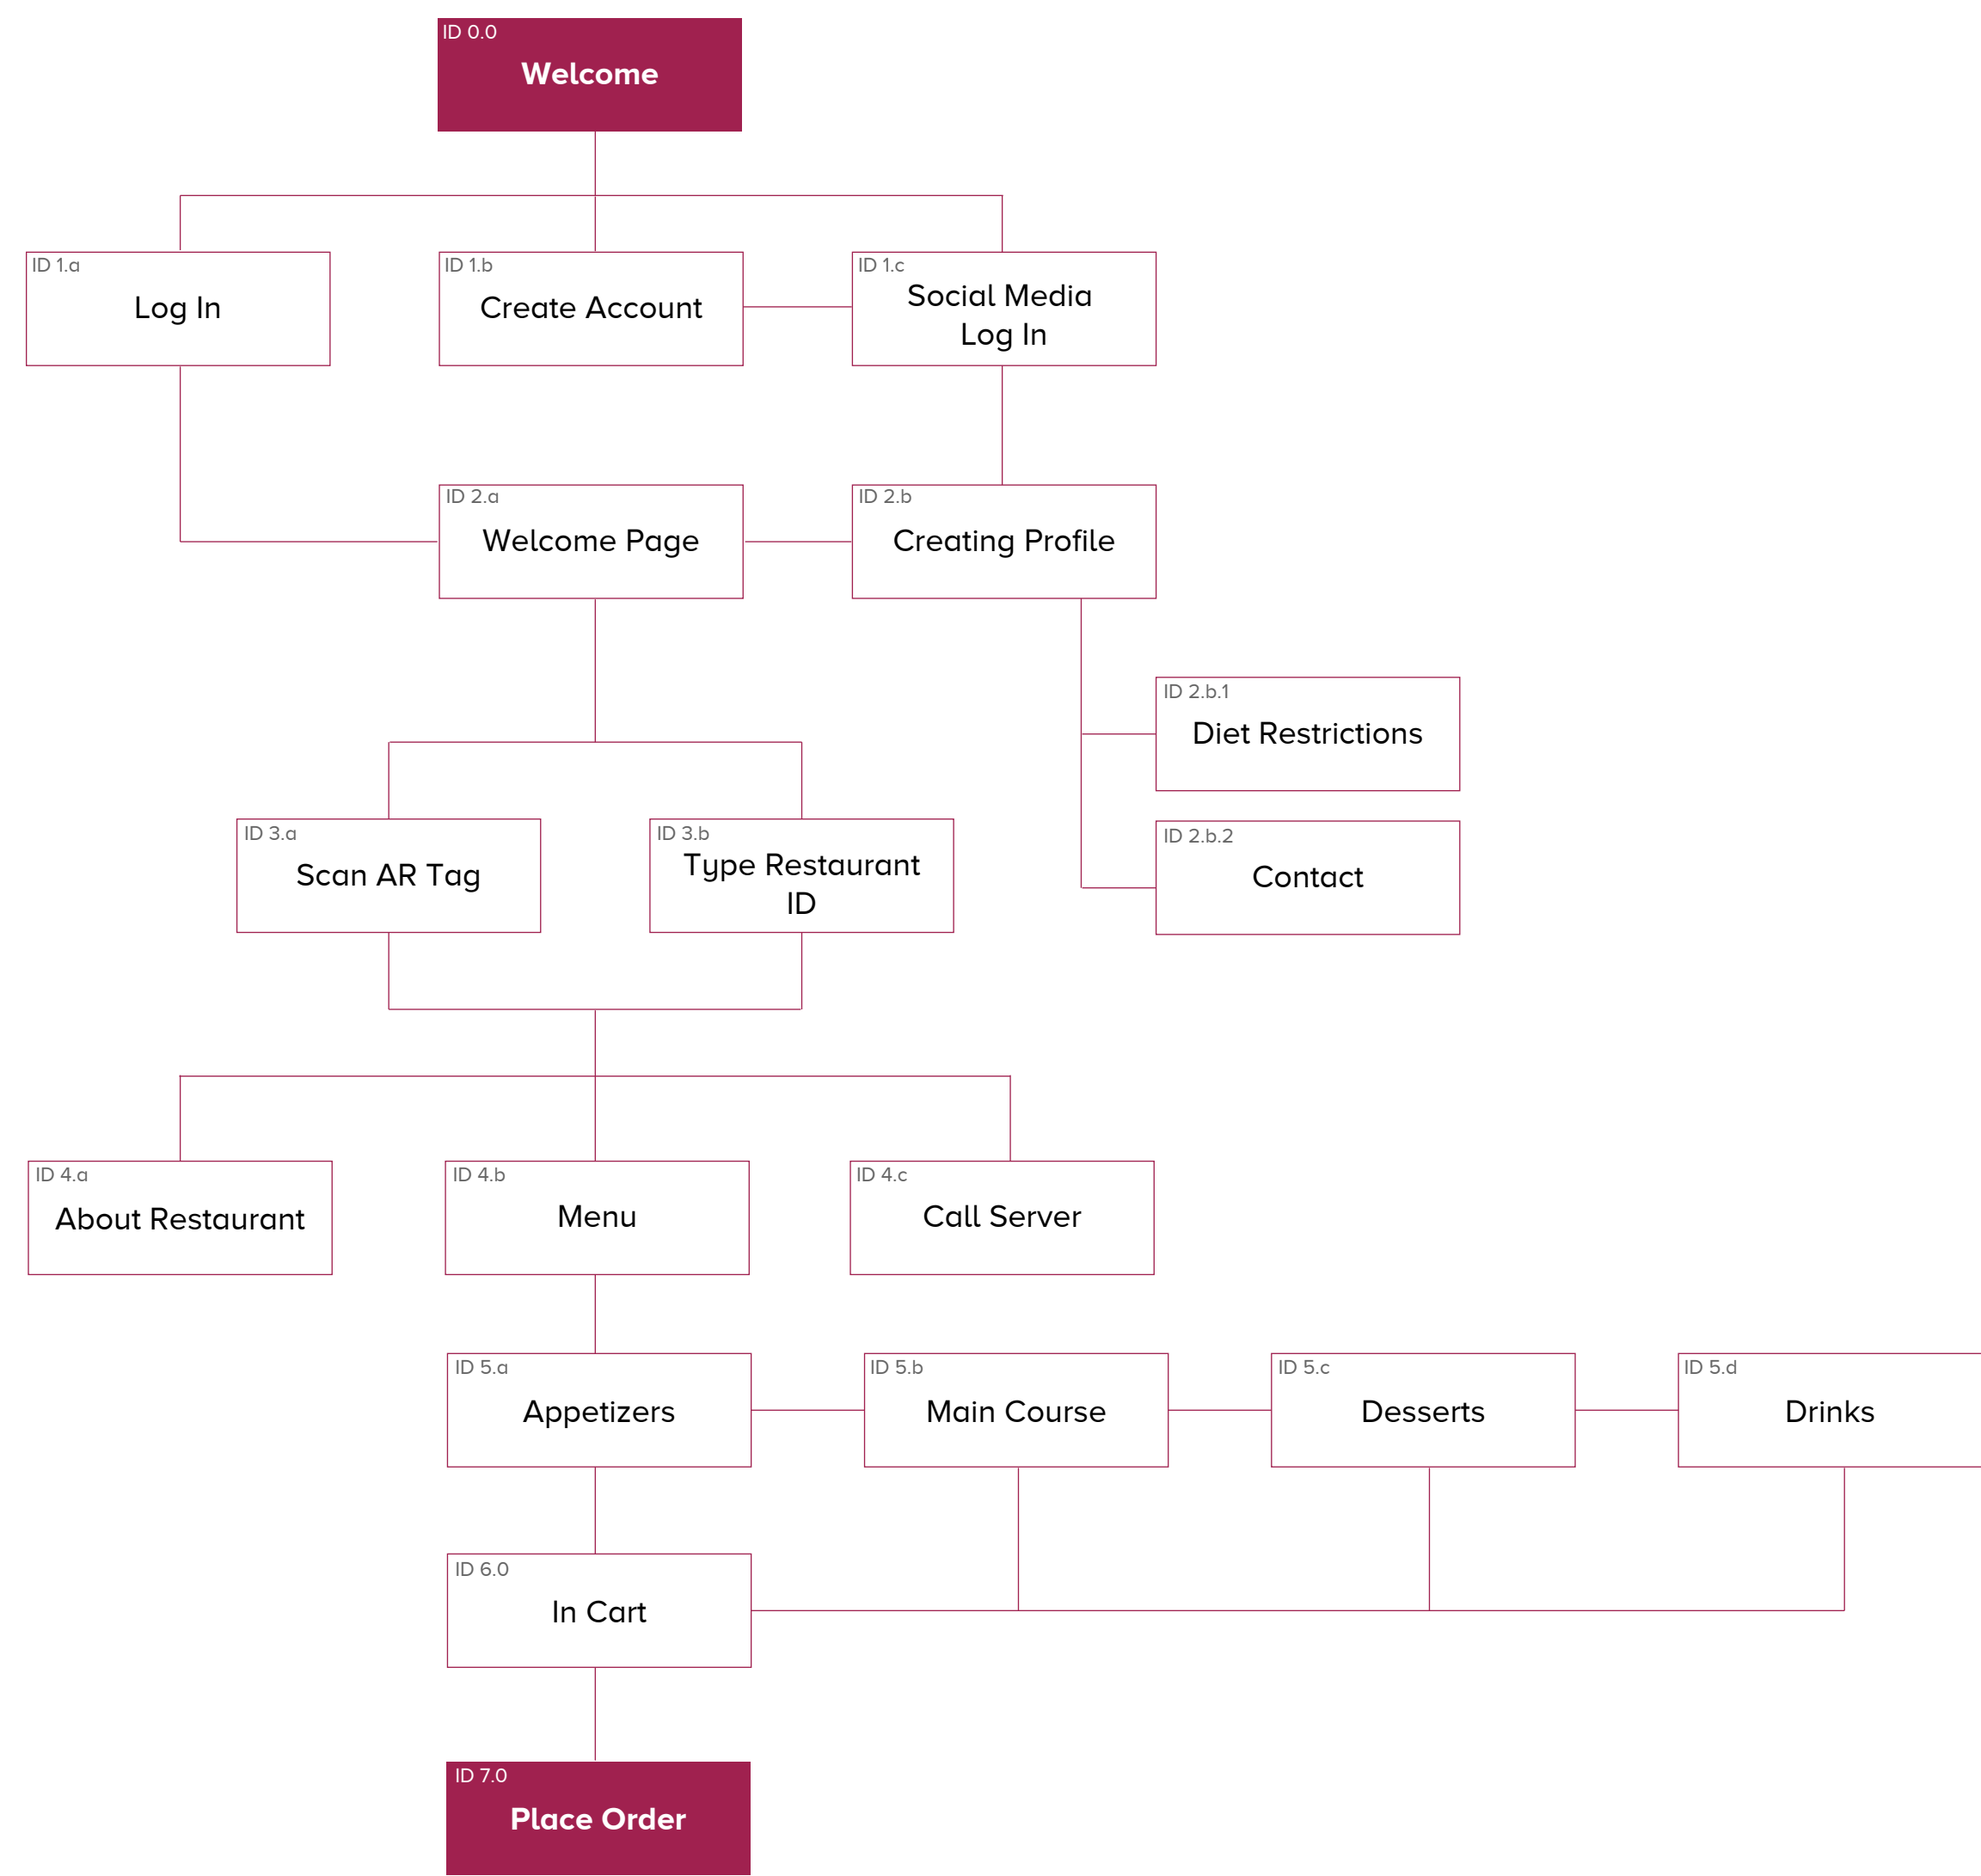 ID 0.0
Welcome
ID 1.a
Log In
ID 1.b
Create Account
ID 1.c
Social Media
Log In
ID 2.a
Welcome Page
ID 2.b
Creating Profile
ID 2.b.1
Diet Restrictions
ID 2.b.2
Contact
ID 3.a
Scan AR Tag
ID 3.b
Type Restaurant
ID
ID 4.a
About Restaurant
ID 4.b
Menu
ID 4.c
Call Server
ID 5.a
Appetizers
ID 5.b
Main Course
ID 5.c
Desserts
ID 5.d
Drinks
ID 6.0
In Cart
ID 7.0
Place Order